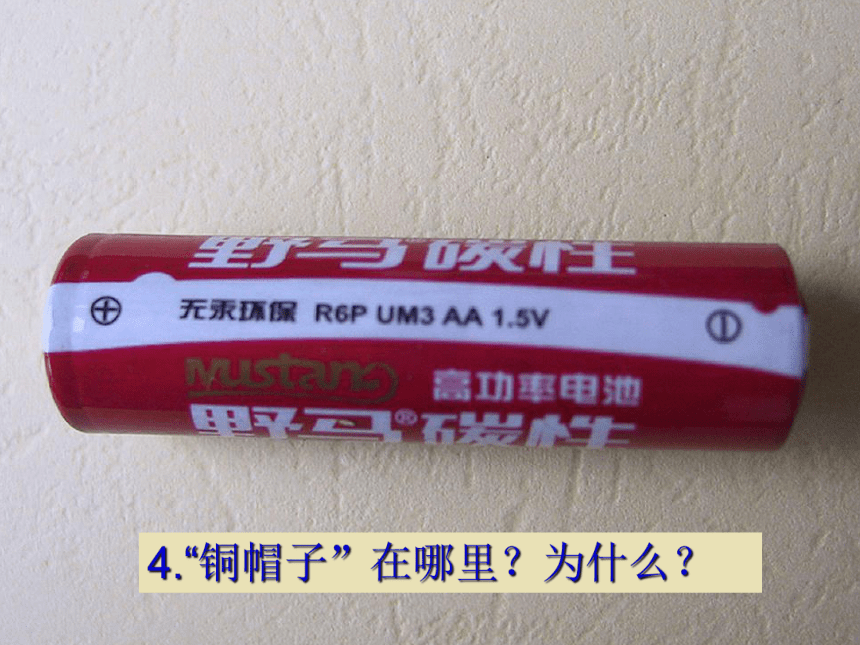 野马碳性
⊕ 无汞环保 R6P UM3 AA 1.5V ⊖
Mustang 高功率电池
野马®碳性
4.“铜帽子”在哪里？为什么？